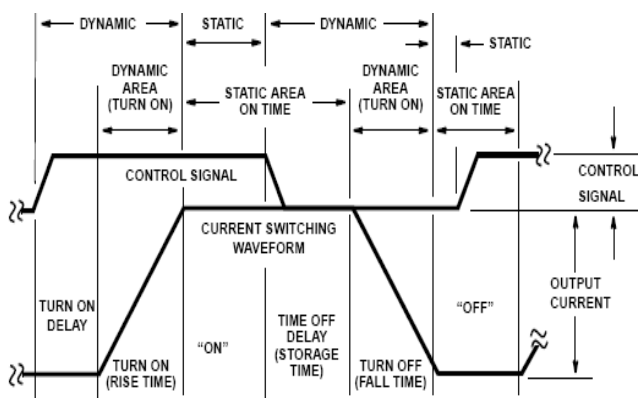 DYNAMIC
STATIC
DYNAMIC
STATIC
DYNAMIC
AREA
(TURN ON)
STATIC AREA
ON TIME
DYNAMIC
AREA
(TURN ON)
STATIC AREA
ON TIME
CONTROL SIGNAL
CONTROL
SIGNAL
CURRENT SWITCHING
WAVEFORM
TURN ON
DELAY
TURN ON
(RISE TIME)
“ON”
TIME OFF
DELAY
(STORAGE
TIME)
TURN OFF
(FALL TIME)
“OFF”
OUTPUT
CURRENT